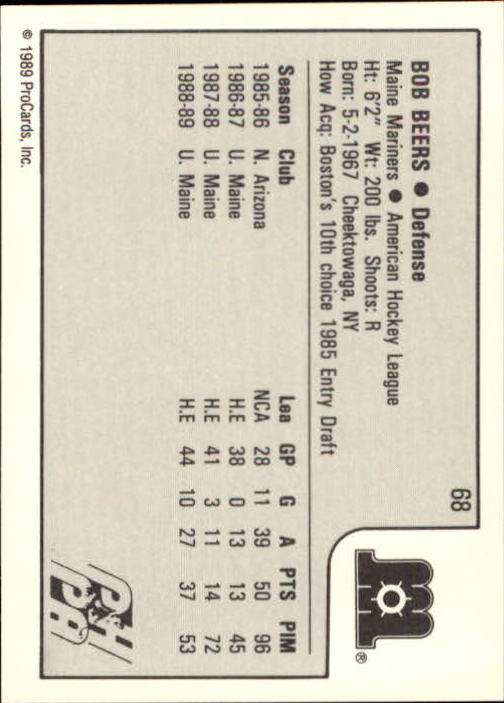 68
BOB BEERS ● Defense
Maine Mariners ● American Hockey League
Ht: 6'2" Wt: 200 lbs. Shoots: R
Born: 5-2-1967 Cheektowaga, NY
How Acq: Boston's 10th choice 1985 Entry Draft
Season Club Lea GP G A PTS PIM
1985-86 N. Arizona NCA 28 11 39 50 96
1986-87 U. Maine H.E 38 0 13 13 45
1987-88 U. Maine H.E 41 3 11 14 72
1988-89 U. Maine H.E 44 10 27 37 53
© 1989 ProCards, Inc.
m
®
88